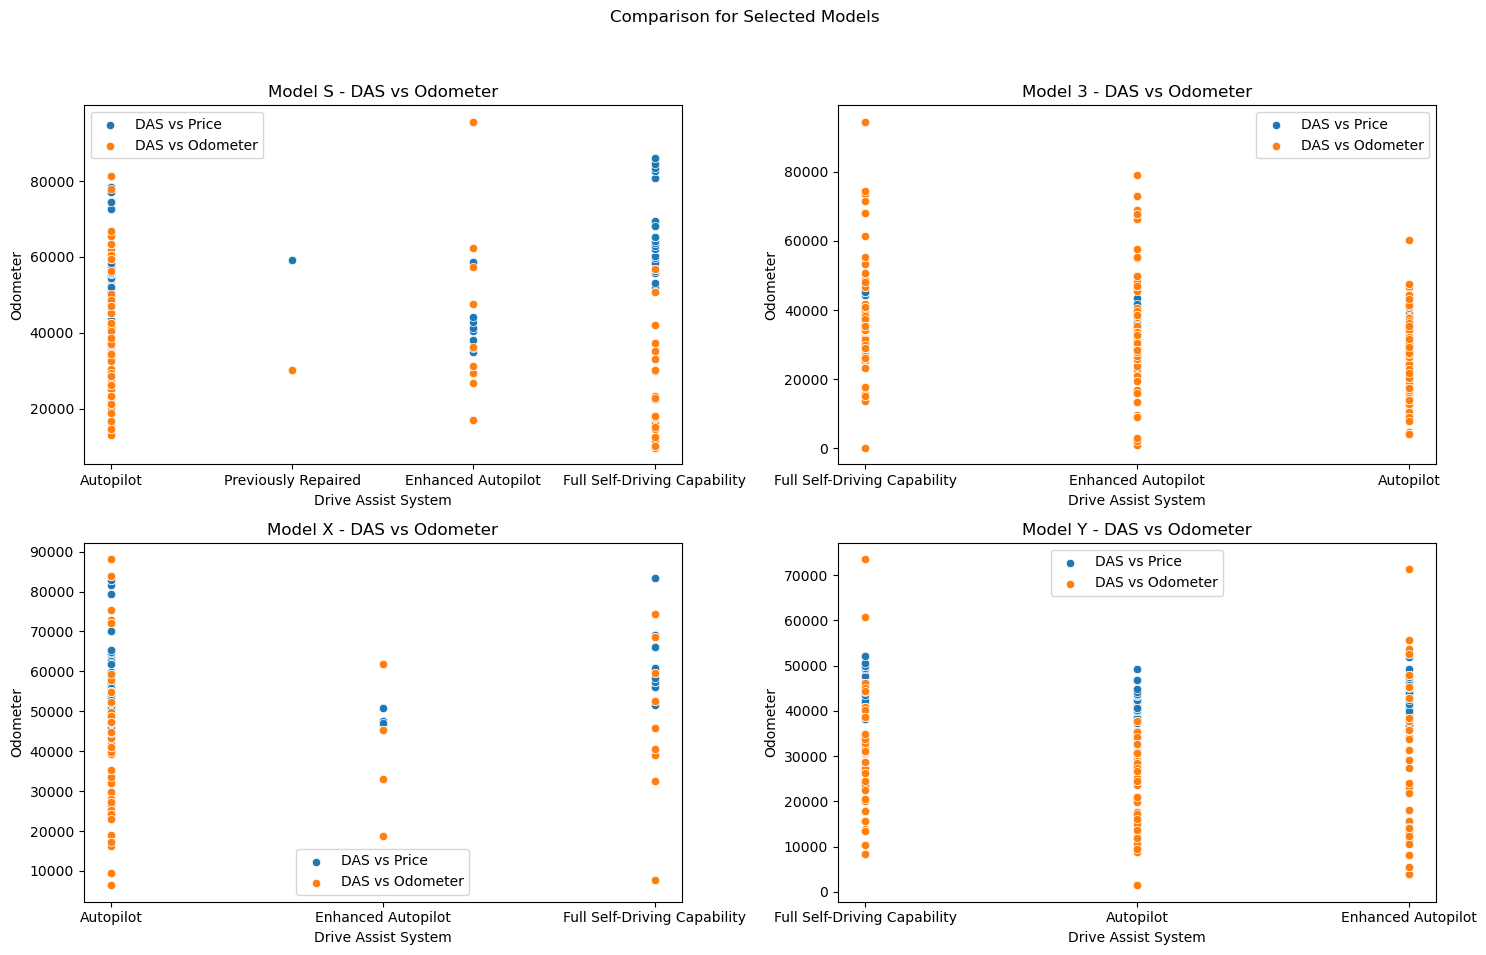 Comparison for Selected Models
Model S - DAS vs Odometer
DAS vs Price
DAS vs Odometer
Odometer
80000
60000
40000
20000
Autopilot
Previously Repaired
Enhanced Autopilot
Full Self-Driving Capability
Drive Assist System
Model 3 - DAS vs Odometer
DAS vs Price
DAS vs Odometer
Odometer
80000
60000
40000
20000
0
Full Self-Driving Capability
Enhanced Autopilot
Autopilot
Drive Assist System
Model X - DAS vs Odometer
Odometer
90000
80000
70000
60000
50000
40000
30000
20000
10000
DAS vs Price
DAS vs Odometer
Autopilot
Enhanced Autopilot
Full Self-Driving Capability
Drive Assist System
Model Y - DAS vs Odometer
DAS vs Price
DAS vs Odometer
Odometer
70000
60000
50000
40000
30000
20000
10000
0
Full Self-Driving Capability
Autopilot
Enhanced Autopilot
Drive Assist System